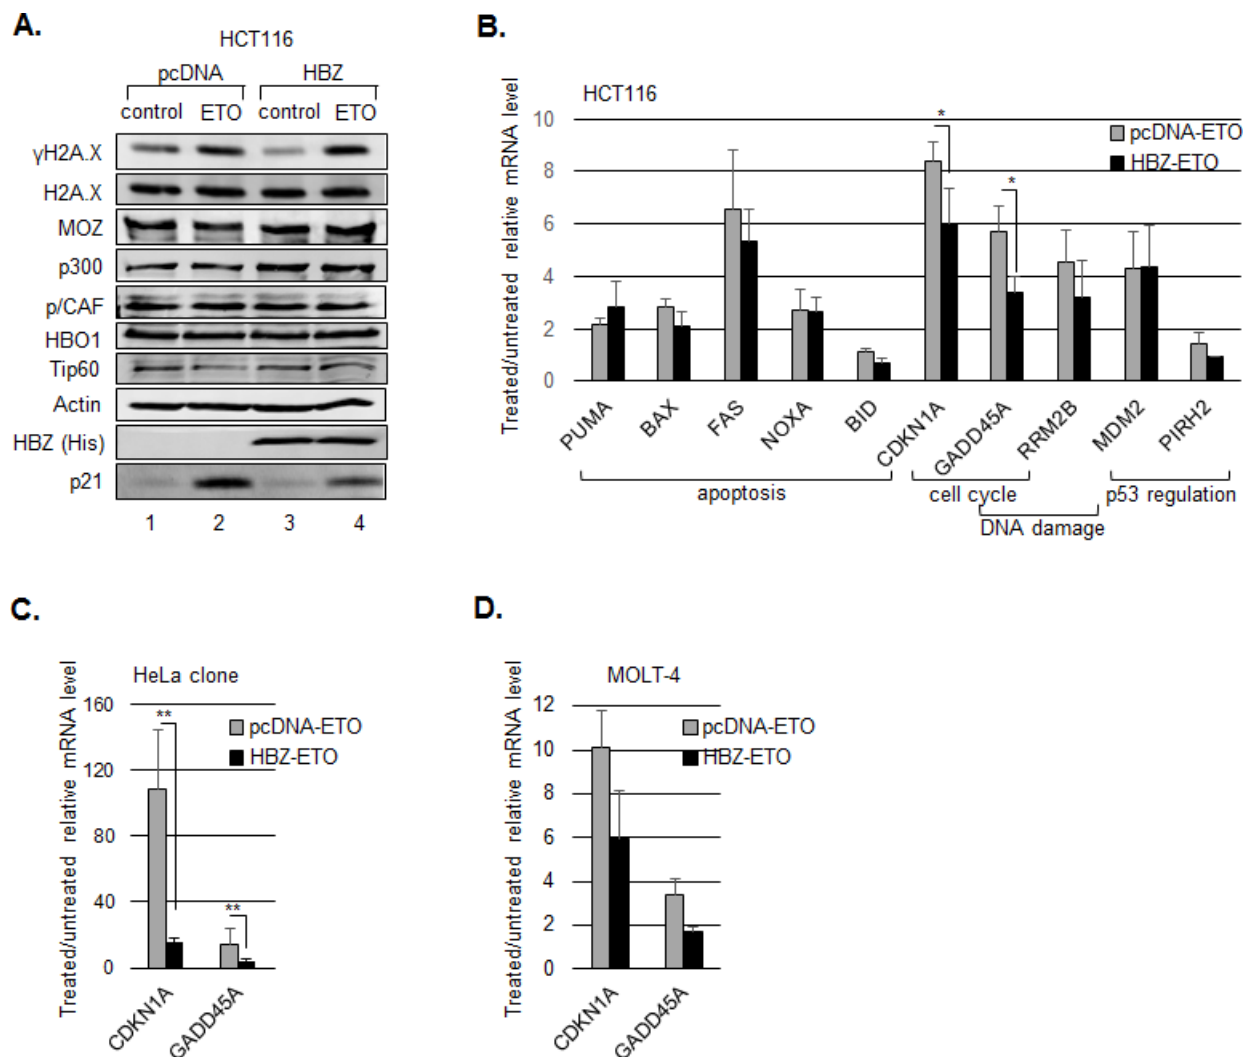 A.
HCT116
pcDNA HBZ
control ETO control ETO
γH2A.X
H2A.X
MOZ
p300
p/CAF
HBO1
Tip60
Actin
HBZ (His)
p21
1 2 3 4
B.
HCT116
Treated/untreated relative mRNA level
10
8
6
4
2
0
pcDNA-ETO
HBZ-ETO
*
*
PUMA BAX FAS NOXA BID CDKN1A GADD45A RRM2B MDM2 PIRH2
apoptosis cell cycle p53 regulation
DNA damage
C.
HeLa clone
Treated/untreated relative mRNA level
160
120
80
40
0
pcDNA-ETO
HBZ-ETO
**
**
CDKN1A GADD45A
D.
MOLT-4
Treated/untreated relative mRNA level
12
10
8
6
4
2
0
pcDNA-ETO
HBZ-ETO
CDKN1A GADD45A